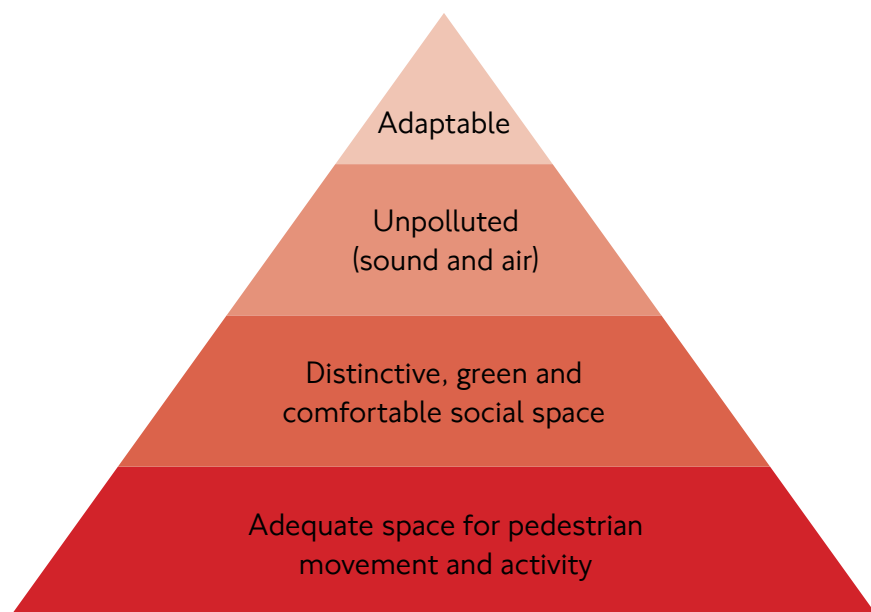 Adaptable
Unpolluted
(sound and air)
Distinctive, green and
comfortable social space
Adequate space for pedestrian
movement and activity